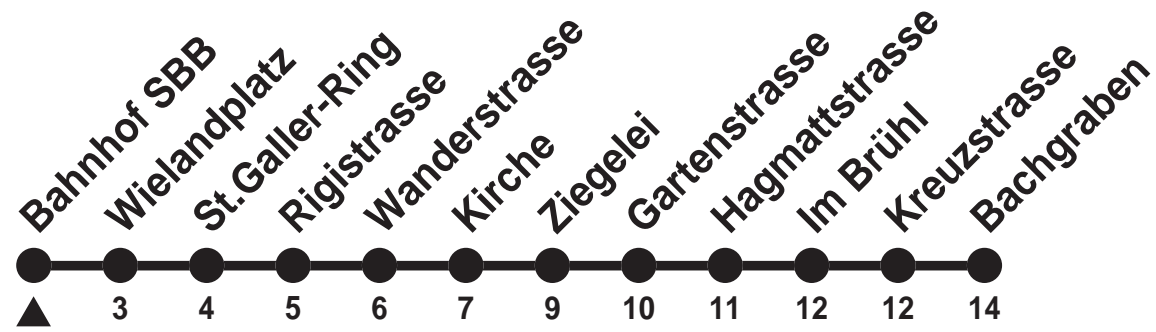 Bahnhof SBB
Wielandplatz
St.Galler-Ring
Rigistrasse
Wanderstrasse
Kirche
Ziegelei
Gartenstrasse
Hagmattstrasse
Im Brühl
Kreuzstrasse
Bachgraben
3 4 5 6 7 9 10 11 12 12 14